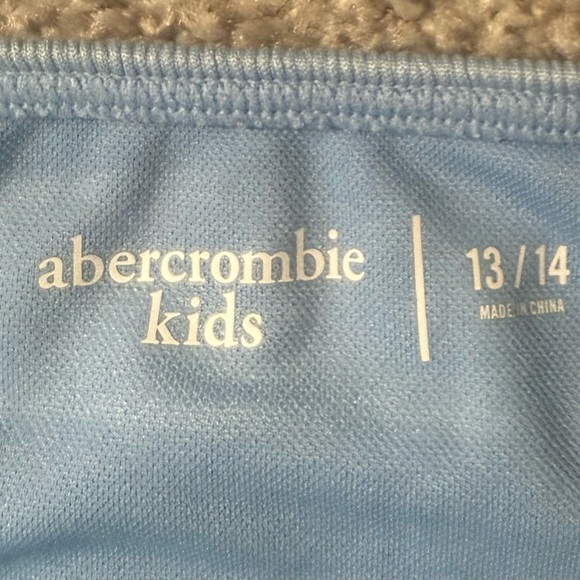 abercrombie
kids
13 / 14
MADE IN CHINA